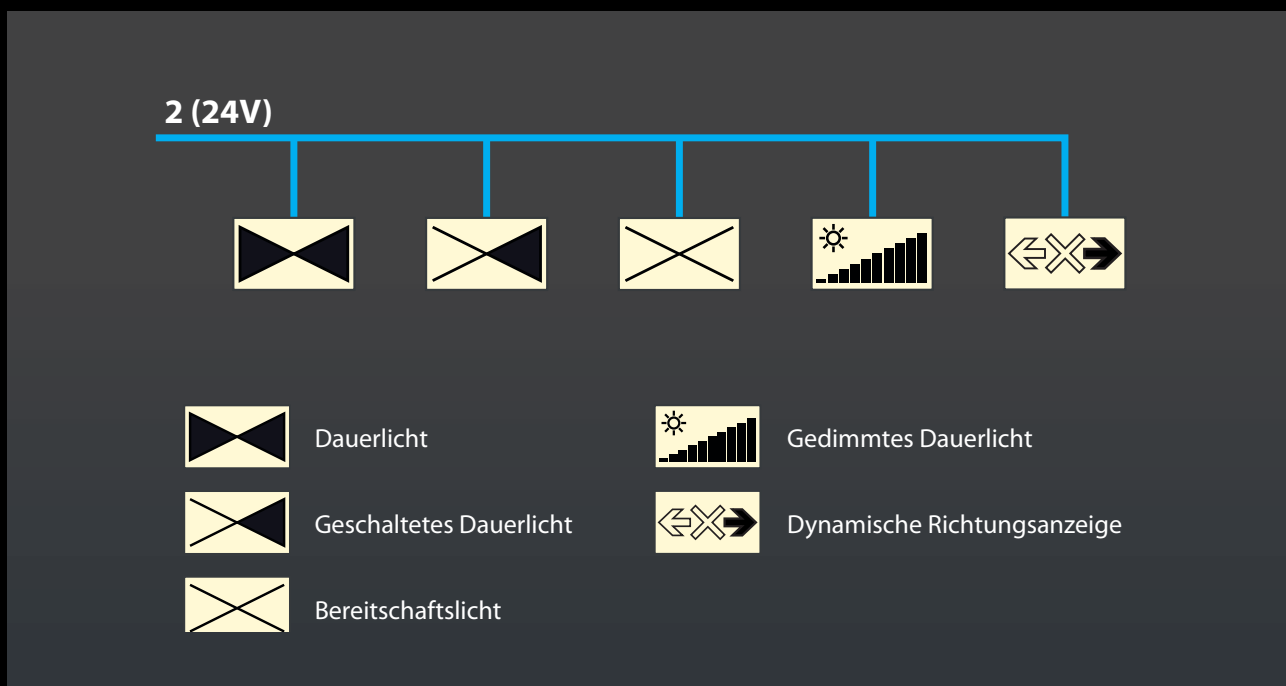 2 (24V)
Dauerlicht
Geschaltetes Dauerlicht
Bereitschaftslicht
Gedimmtes Dauerlicht
Dynamische Richtungsanzeige